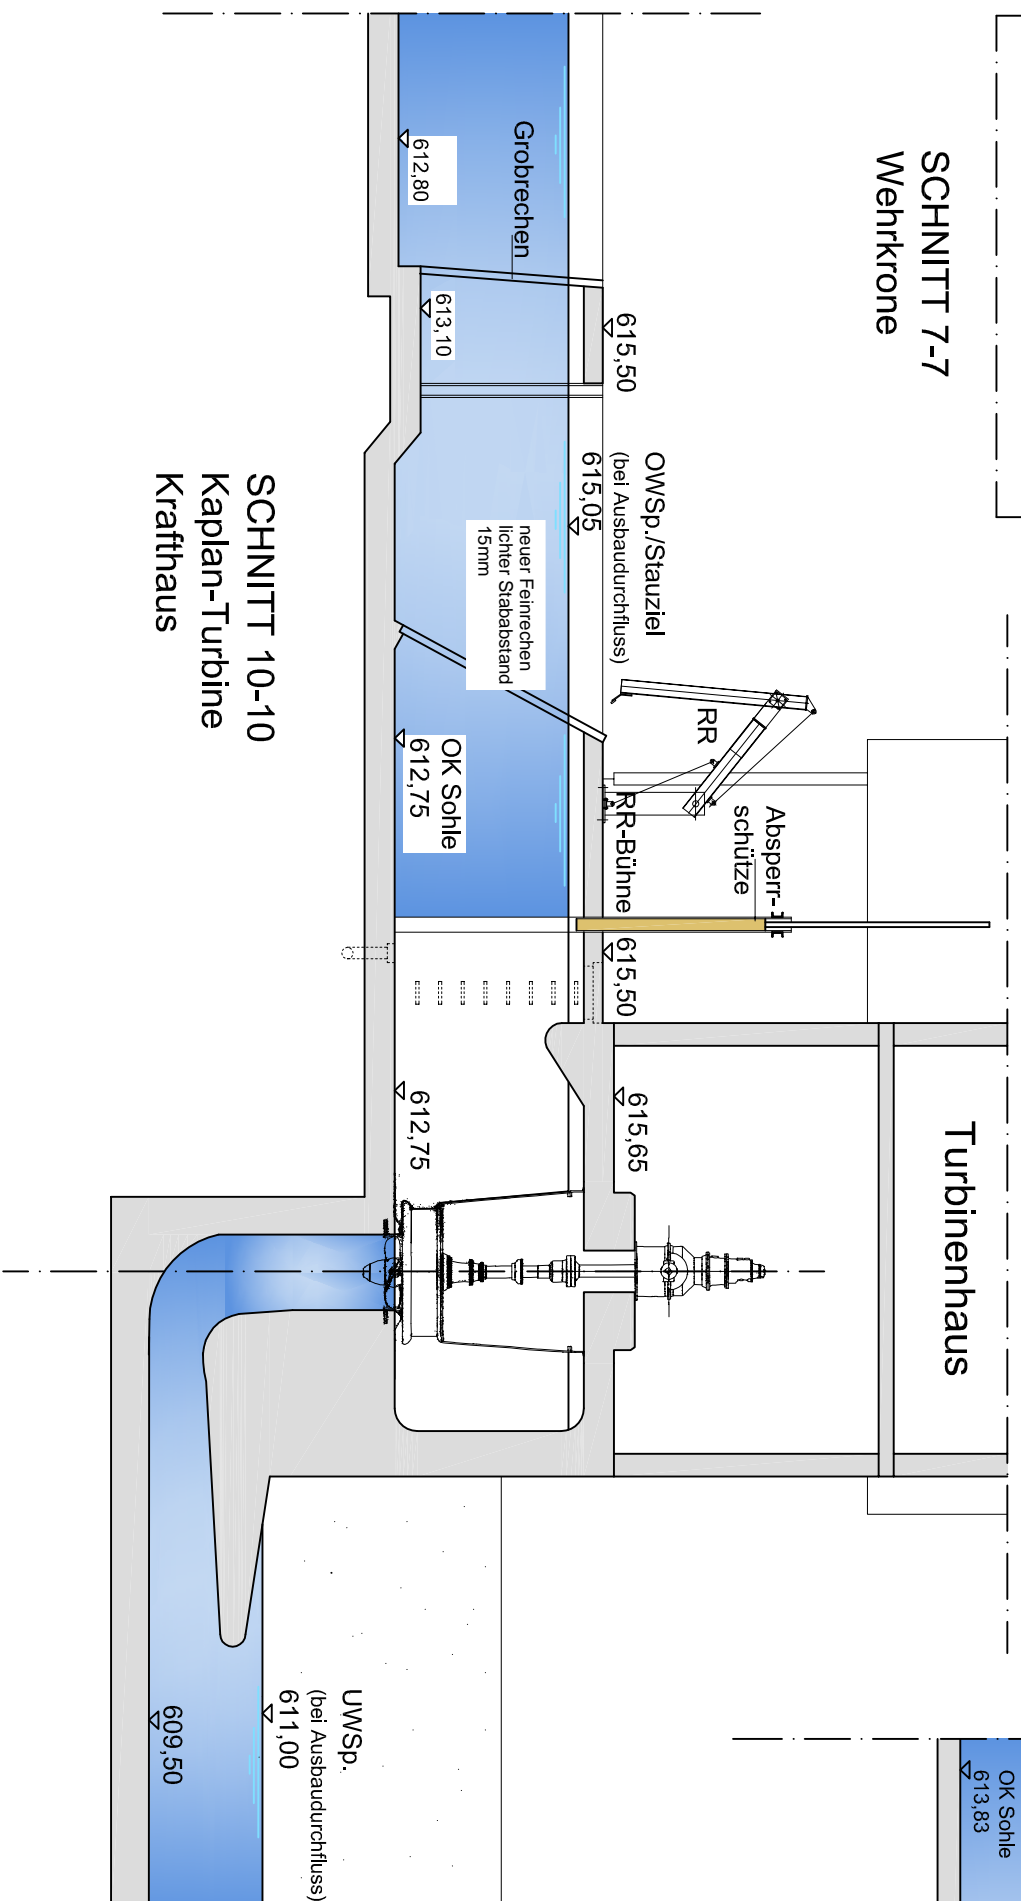 SCHNITT 7-7
Wehrkrone
Grobrechen
612,80
613,10
615,50
OWSp./Stauziel
(bei Ausbaudurchfluss)
615,05
neuer Feinrechen
lichter Stababstand
15mm
SCHNITT 10-10
Kaplan-Turbine
Krafthaus
RR
OK Sohle
612,75
RR-Bühne
Absperr-
schütze
615,50
612,75
615,65
Turbinenhaus
UWSp.
(bei Ausbaudurchfluss)
611,00
609,50
OK Sohle
613,83